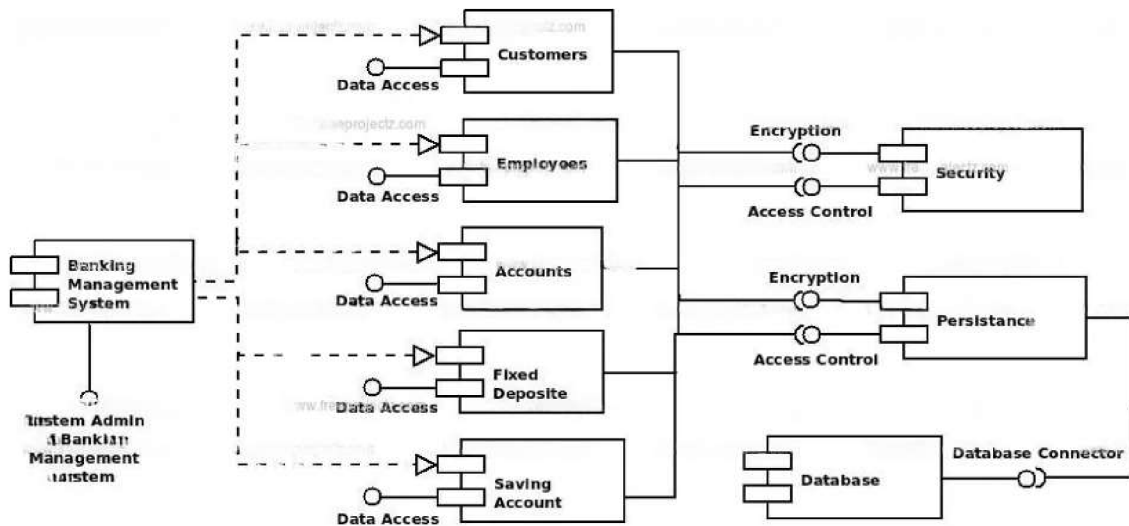 Customers
Data Access
Employoes
Data Access
Encryption
Security
Access Control
Banking
Management
System
Accounts
Data Access
Encryption
Persistance
Access Control
Fixed
Deposite
Data Access
Management
Saving
Account
Data Access
Database
Database Connector